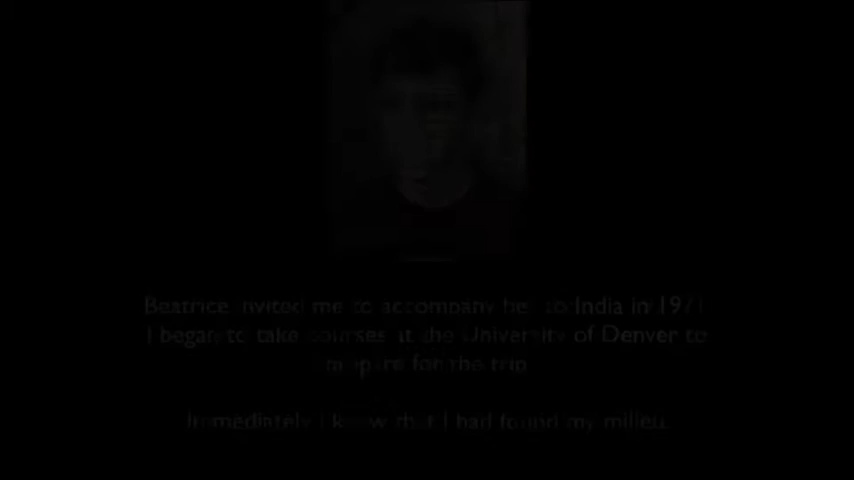 Beatrice invited me to accompany her to India in 1971
I began to take courses at the University of Denver to
prepare for the trip
Immediately I knew that I had found my milieu.